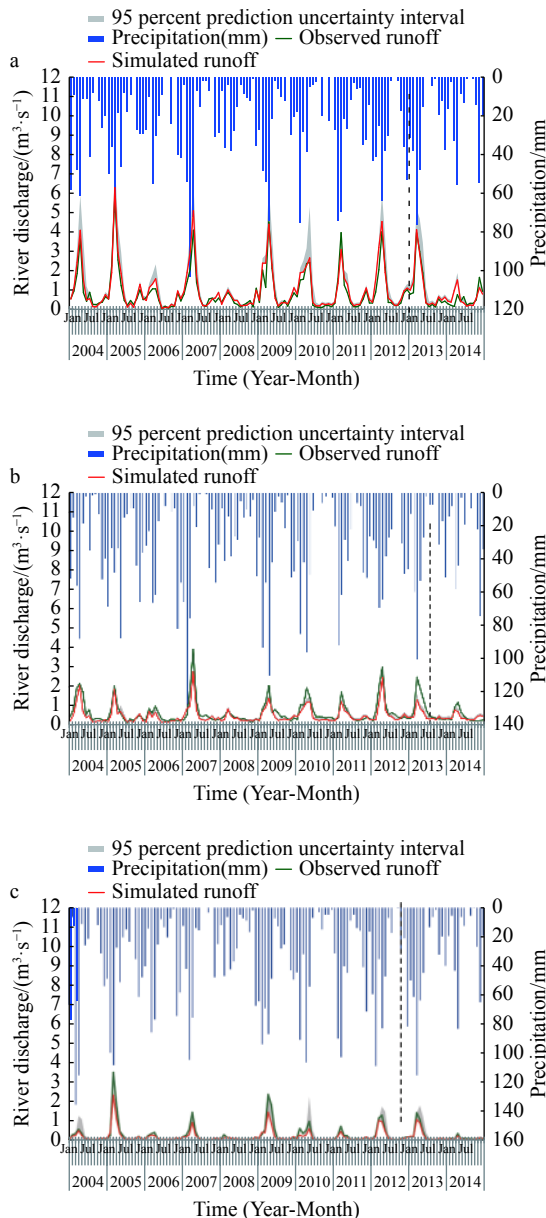 95 percent prediction uncertainty interval
Precipitation(mm) Observed runoff
Simulated runoff
a
12
11
10
9
8
7
6
5
4
3
2
1
0
River discharge/(m³·s⁻¹)
0
20
40
60
80
100
120
Precipitation/mm
Jan Jul Jan Jul Jan Jul Jan Jul Jan Jul Jan Jul Jan Jul Jan Jul Jan Jul Jan Jul Jan Jul
2004 2005 2006 2007 2008 2009 2010 2011 2012 2013 2014
Time (Year-Month)
95 percent prediction uncertainty interval
Precipitation(mm) Observed runoff
Simulated runoff
b
12
11
10
9
8
7
6
5
4
3
2
1
0
River discharge/(m³·s⁻¹)
0
20
40
60
80
100
120
140
Precipitation/mm
Jan Jul Jan Jul Jan Jul Jan Jul Jan Jul Jan Jul Jan Jul Jan Jul Jan Jul Jan Jul Jan Jul
2004 2005 2006 2007 2008 2009 2010 2011 2012 2013 2014
Time (Year-Month)
95 percent prediction uncertainty interval
Precipitation(mm) Observed runoff
Simulated runoff
c
12
11
10
9
8
7
6
5
4
3
2
1
0
River discharge/(m³·s⁻¹)
0
20
40
60
80
100
120
140
160
Precipitation/mm
Jan Jul Jan Jul Jan Jul Jan Jul Jan Jul Jan Jul Jan Jul Jan Jul Jan Jul Jan Jul Jan Jul
2004 2005 2006 2007 2008 2009 2010 2011 2012 2013 2014
Time (Year-Month)